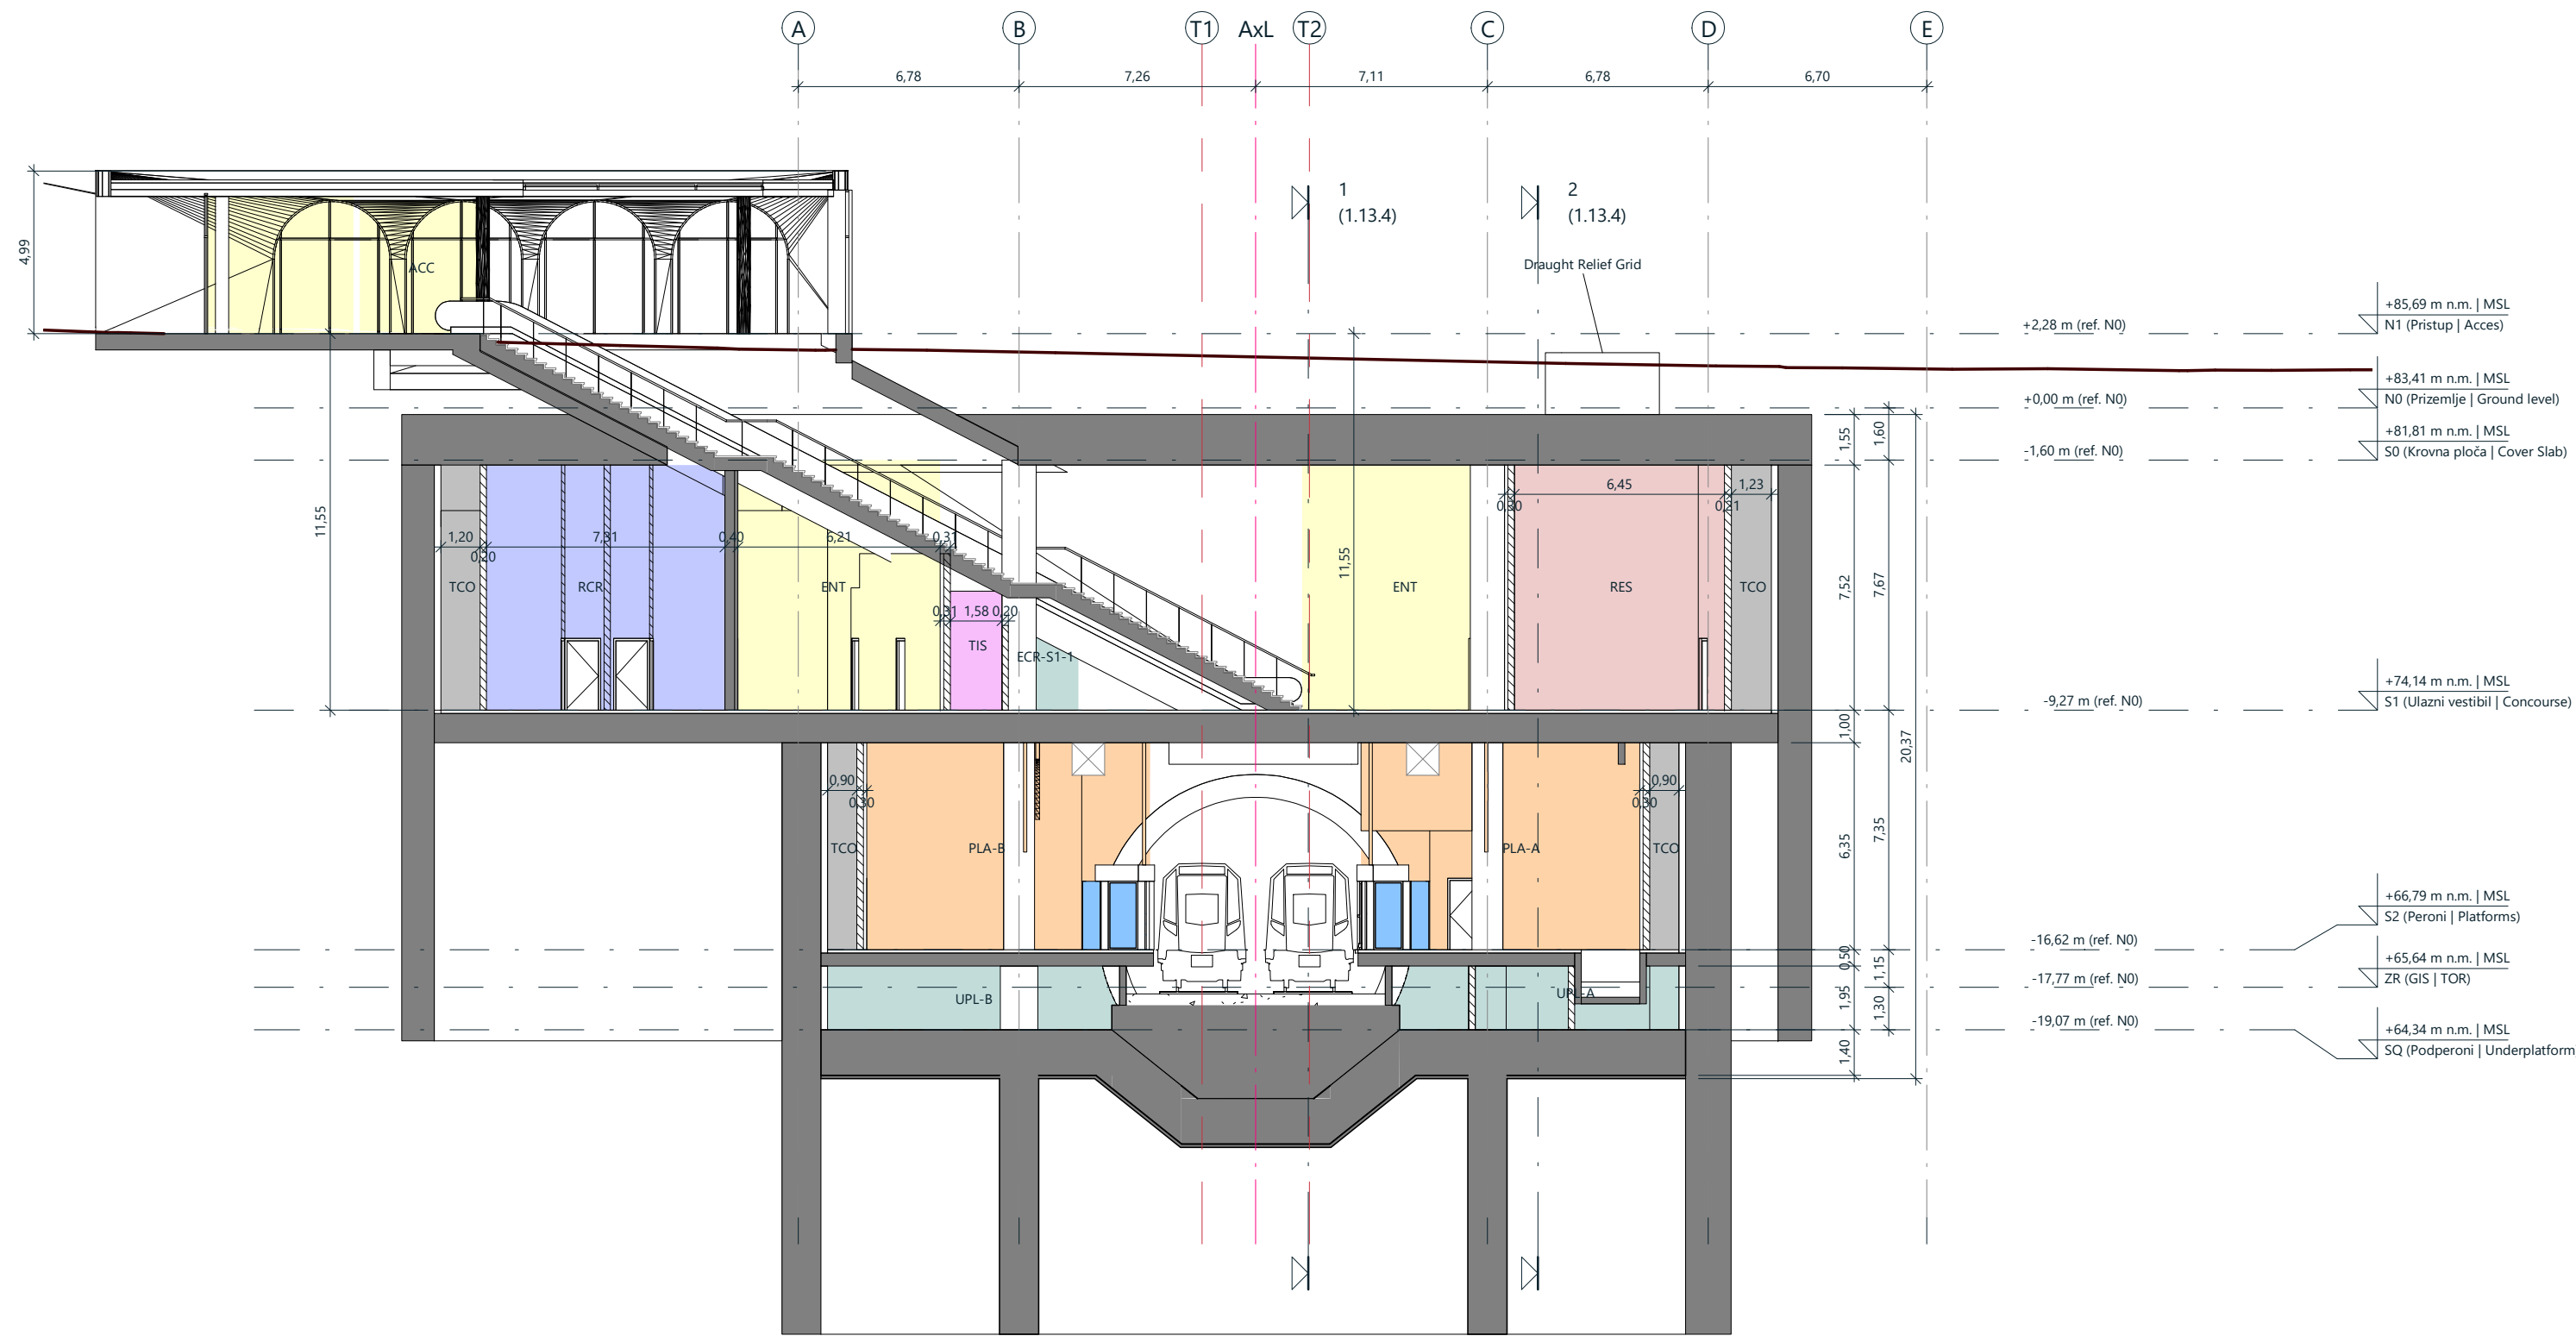 A B T1 AxL T2 C D E
6,78 7,26 7,11 6,78 6,70
1
(1.13.4)
2
(1.13.4)
4,99
ACC
Draught Relief Grid
+2,28 m (ref. N0)
+85,69 m n.m. | MSL
N1 (Pristup | Acces)
+0,00 m (ref. N0)
+83,41 m n.m. | MSL
N0 (Prizemlje | Ground level)
-1,60 m (ref. N0)
+81,81 m n.m. | MSL
S0 (Krovna ploča | Cover Slab)
1,55 1,60
11,55
1,20 0,20 7,31 0,40 6,21 0,31
11,55
0,30 6,45 0,21 1,23
TCO RCR ENT ENT RES TCO
0,31 1,58 0,20
TIS
ECR-S1-1
7,52 7,67
-9,27 m (ref. N0)
+74,14 m n.m. | MSL
S1 (Ulazni vestibil | Concourse)
1,00
20,37
0,90 0,30
0,30 0,90
TCO PLA-B PLA-A TCO
6,35 7,35
-16,62 m (ref. N0)
+66,79 m n.m. | MSL
S2 (Peroni | Platforms)
0,50 1,15
-17,77 m (ref. N0)
+65,64 m n.m. | MSL
ZR (GIS | TOR)
UPL-B UPL-A
1,95 1,30
-19,07 m (ref. N0)
+64,34 m n.m. | MSL
SQ (Podperoni | Underplatform
1,40